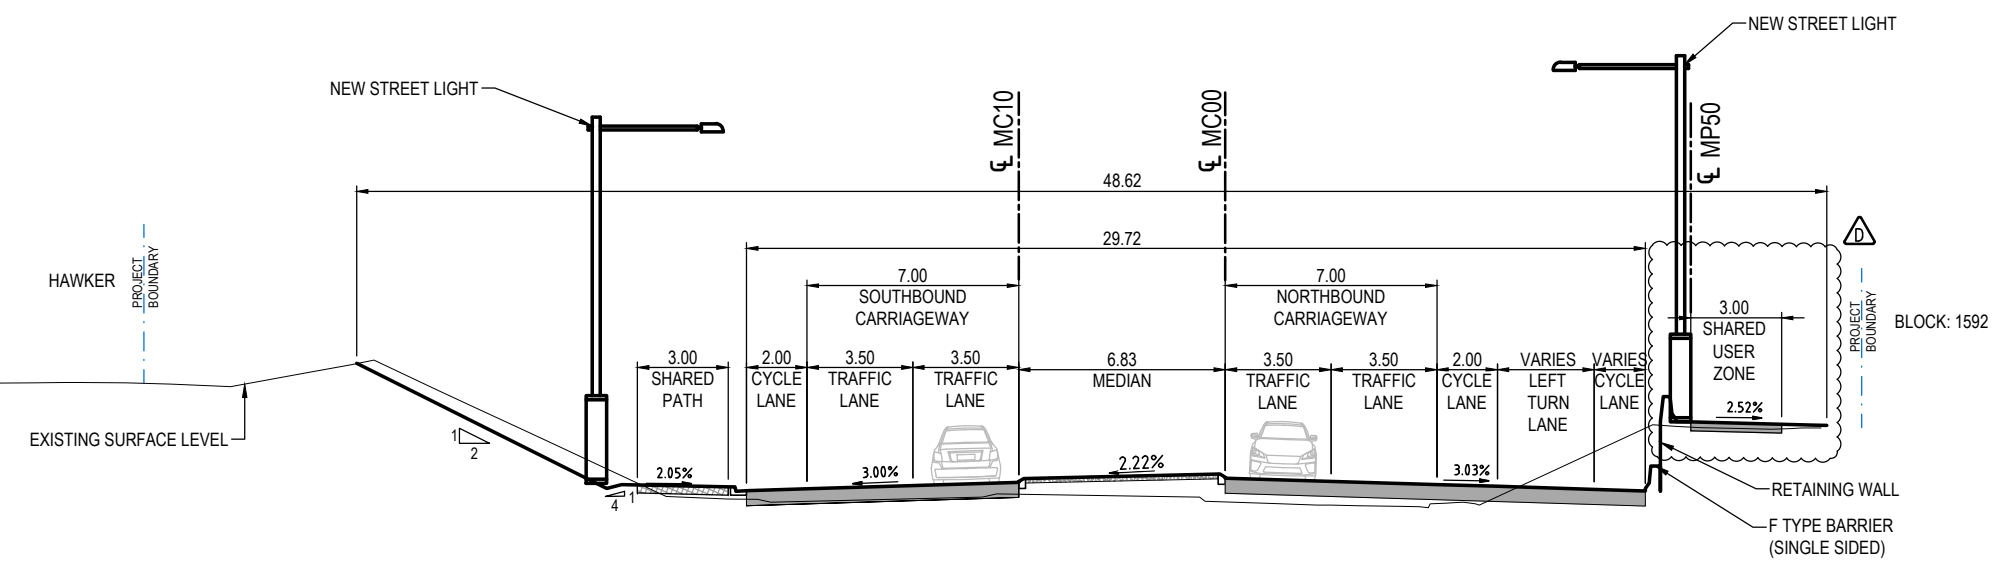 NEW STREET LIGHT
NEW STREET LIGHT
℄ MC10
℄ MC00
℄ MP50
48.62
29.72
D
HAWKER
PROJECT
BOUNDARY
7.00
SOUTHBOUND
CARRIAGEWAY
7.00
NORTHBOUND
CARRIAGEWAY
3.00
SHARED
USER
ZONE
PROJECT
BOUNDARY
BLOCK: 1592
3.00
SHARED
PATH
2.00
CYCLE
LANE
3.50
TRAFFIC
LANE
3.50
TRAFFIC
LANE
6.83
MEDIAN
3.50
TRAFFIC
LANE
3.50
TRAFFIC
LANE
2.00
CYCLE
LANE
VARIES
LEFT
TURN
LANE
VARIES
CYCLE
LANE
2.52%
EXISTING SURFACE LEVEL
1
2
2.05%
3.00%
2.22%
3.03%
1
4
RETAINING WALL
F TYPE BARRIER
(SINGLE SIDED)